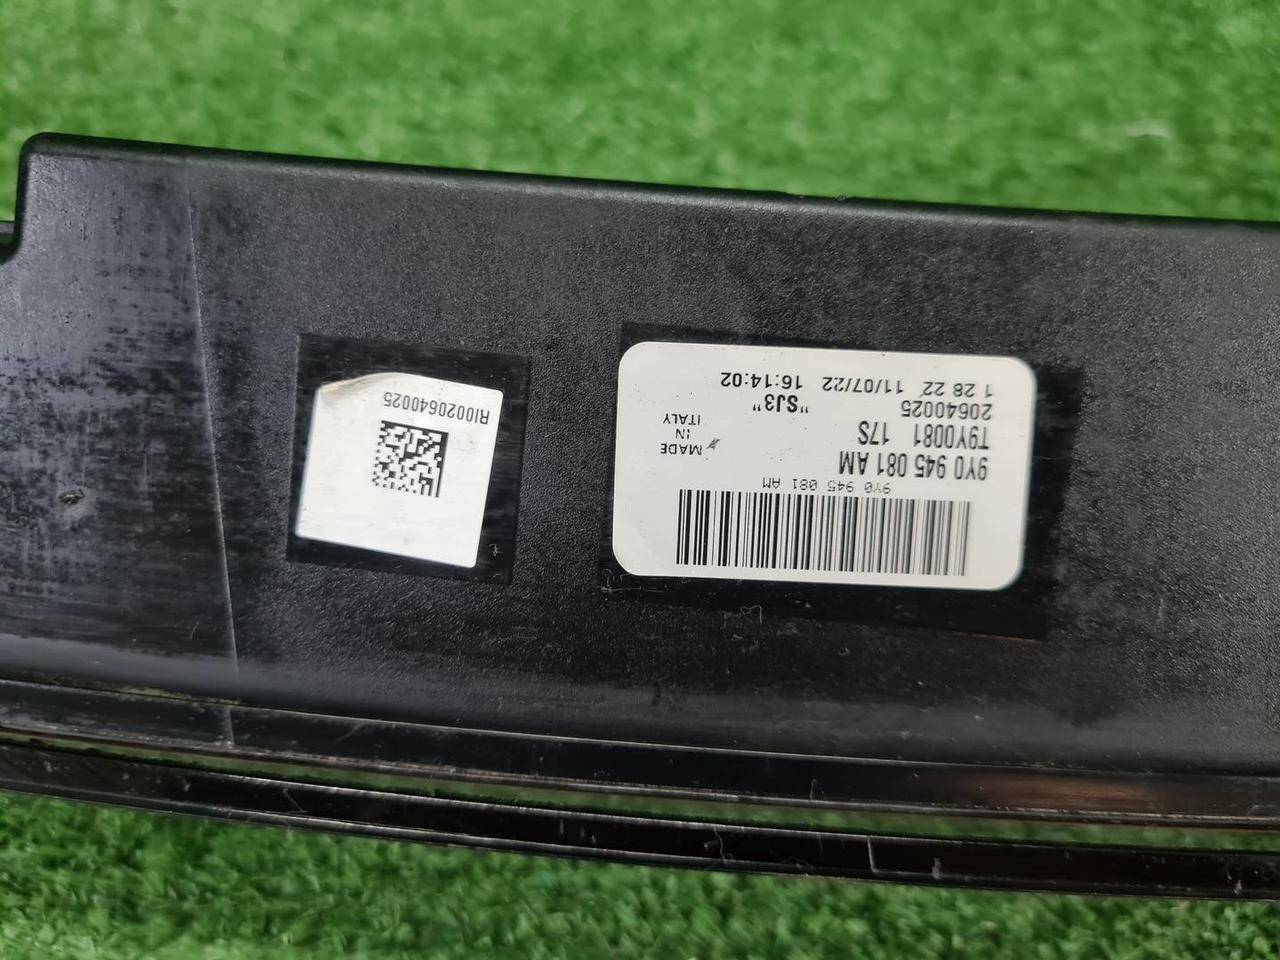 9Y0 945 081 AM
9Y0 945 081 AM
T9Y0081 17S
20640025 "SJ3"
1 28 22 11/07/22 16:14:02
MADE
IN
ITALY
RI0020640025